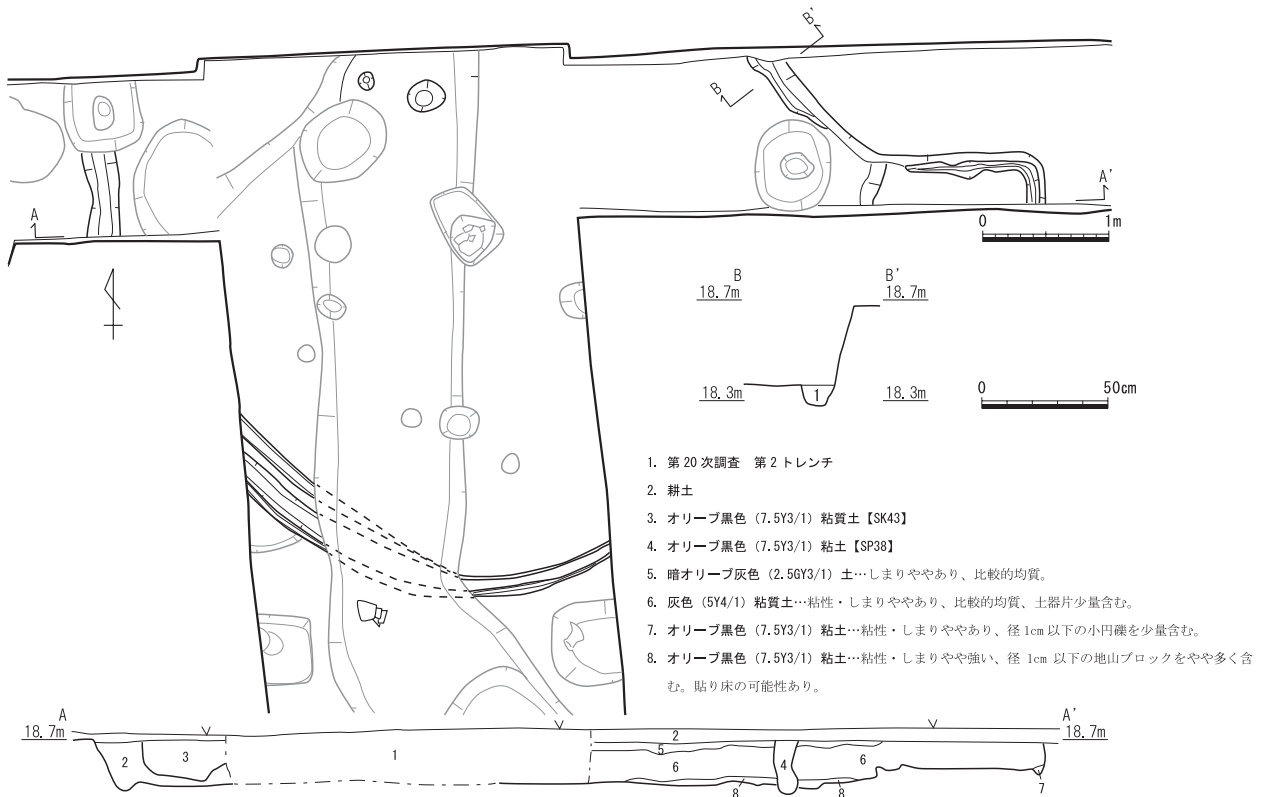 B'
B
A
A'
0 1m
B B'
18.7m 18.7m
18.3m 1 18.3m
0 50cm
1. 第20次調査 第2トレンチ
2. 耕土
3. オリーブ黒色（7.5Y3/1）粘質土【SK43】
4. オリーブ黒色（7.5Y3/1）粘土【SP38】
5. 暗オリーブ灰色（2.5GY3/1）土…しまりややあり、比較的均質。
6. 灰色（5Y4/1）粘質土…粘性・しまりややあり、比較的均質、土器片少量含む。
7. オリーブ黒色（7.5Y3/1）粘土…粘性・しまりややあり、径1cm以下の小円礫を少量含む。
8. オリーブ黒色（7.5Y3/1）粘土…粘性・しまりやや強い、径 1cm 以下の地山ブロックをやや多く含
む。貼り床の可能性あり。
A A'
18.7m 18.7m
2
5
2 3 1 6 4 6
8 8 7